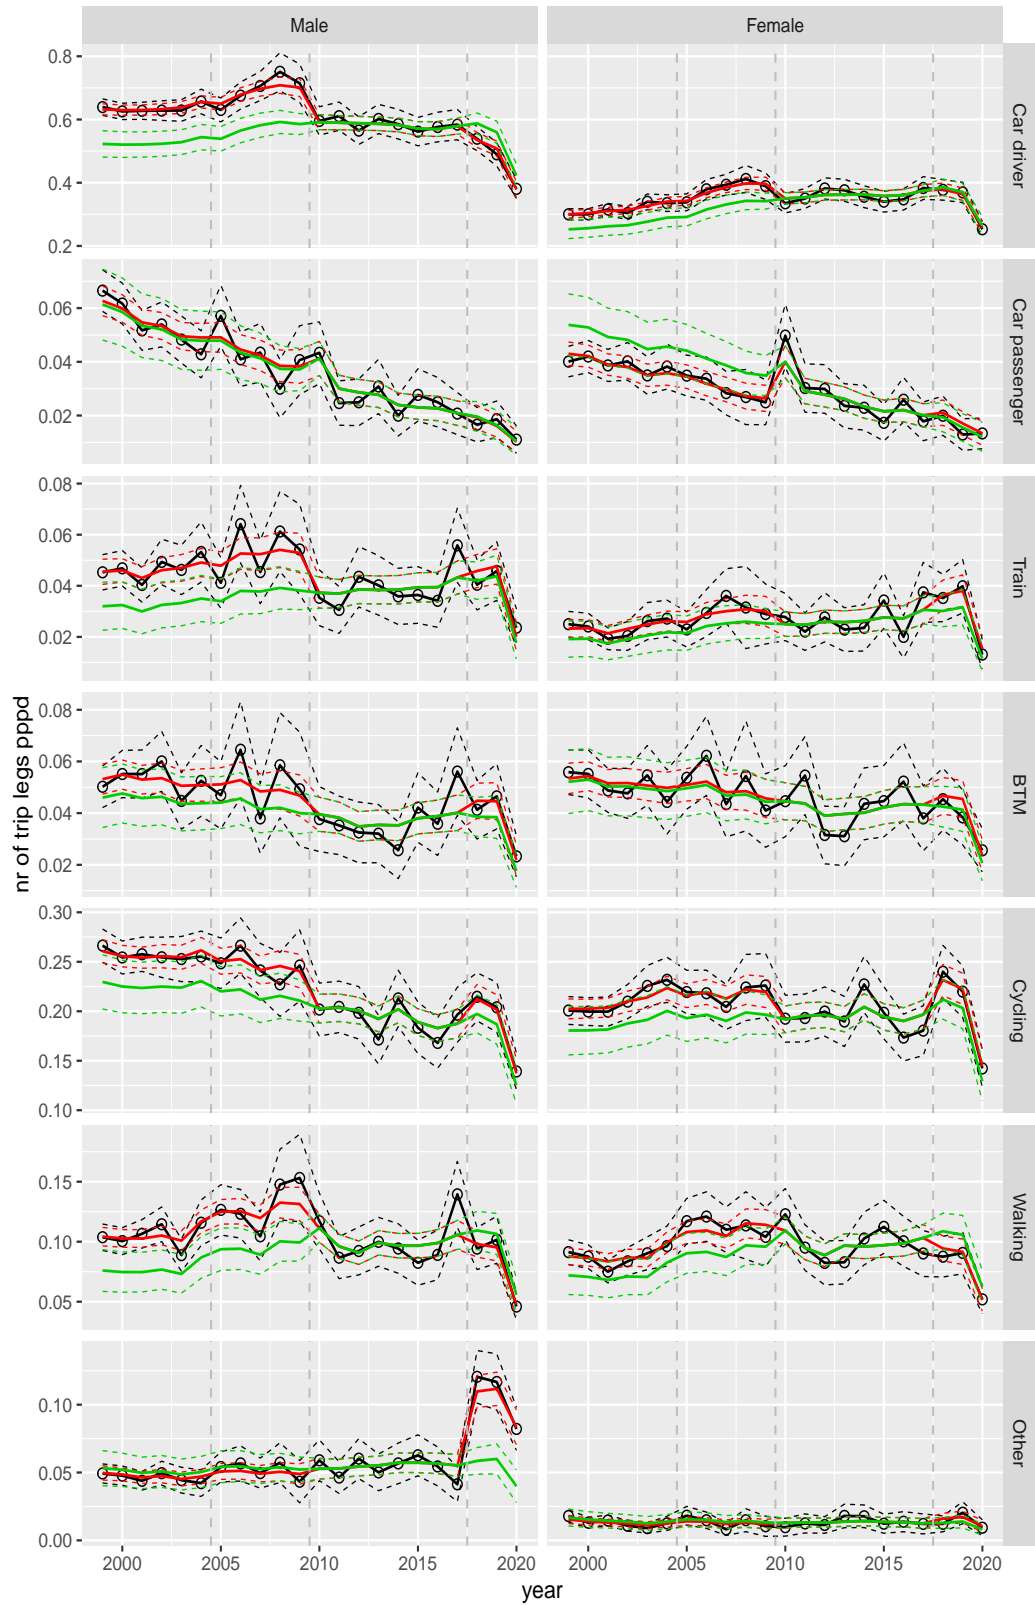 Male Female
0.8
0.6
0.4
0.2
Car driver
0.06
0.04
0.02
Car passenger
0.08
0.06
0.04
0.02
Train
0.08
0.06
0.04
0.02
BTM
nr of trip legs pppd
0.30
0.25
0.20
0.15
0.10
Cycling
0.15
0.10
0.05
Walking
0.10
0.05
0.00
Other
2000 2005 2010 2015 2020 2000 2005 2010 2015 2020
year